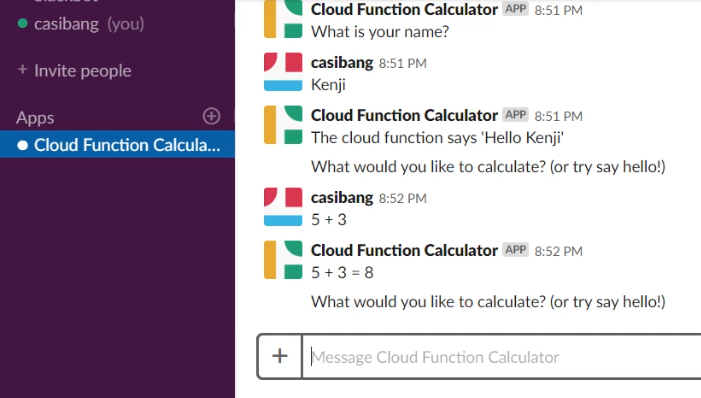 casibang (you)
+ Invite people
Apps
Cloud Function Calcula...
Cloud Function Calculator APP 8:51 PM
What is your name?
casibang 8:51 PM
Kenji
Cloud Function Calculator APP 8:51 PM
The cloud function says 'Hello Kenji'
What would you like to calculate? (or try say hello!)
casibang 8:52 PM
5 + 3
Cloud Function Calculator APP 8:52 PM
5 + 3 = 8
What would you like to calculate? (or try say hello!)
Message Cloud Function Calculator